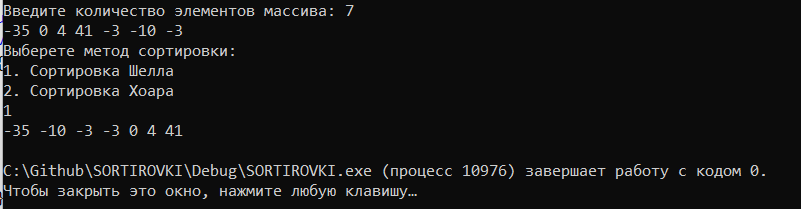 Введите количество элементов массива: 7
-35 0 4 41 -3 -10 -3
Выберете метод сортировки:
1. Сортировка Шелла
2. Сортировка Хоара
1
-35 -10 -3 -3 0 4 41
C:\Github\SORTIROVKI\Debug\SORTIROVKI.exe (процесс 10976) завершает работу с кодом 0.
Чтобы закрыть это окно, нажмите любую клавишу…